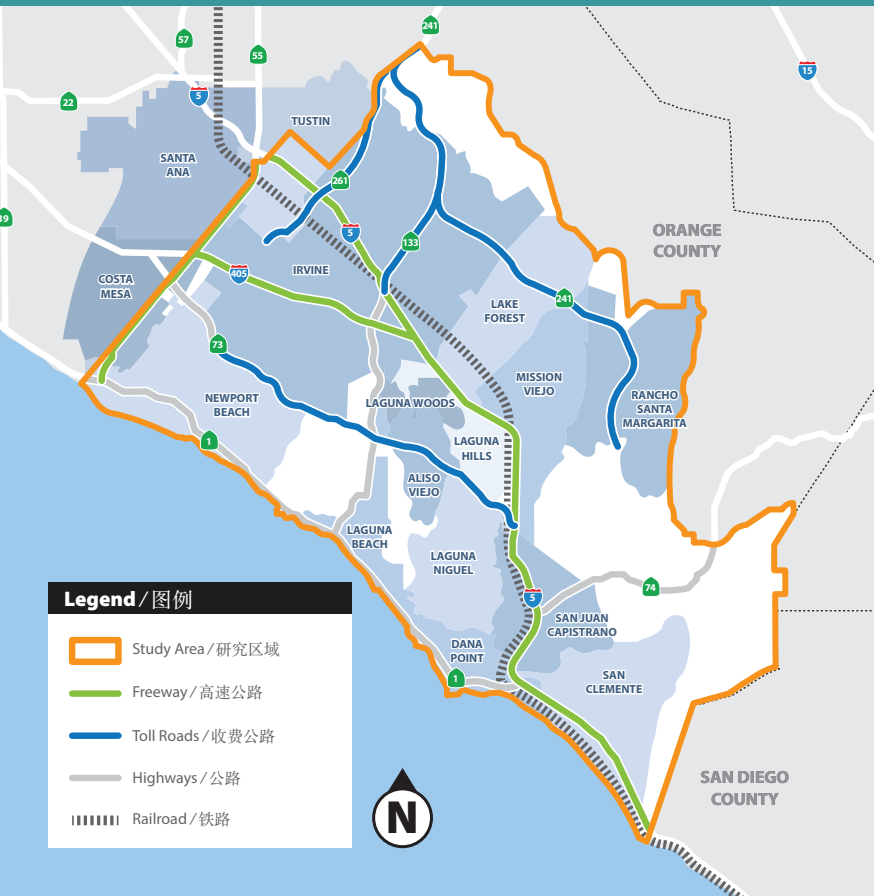 241
57
55
15
5
22
TUSTIN
SANTA
ANA
261
19
5
133
ORANGE
COUNTY
405
IRVINE
COSTA
MESA
241
LAKE
FOREST
73
MISSION
VIEJO
NEWPORT
BEACH
LAGUNA WOODS
RANCHO
SANTA
MARGARITA
1
LAGUNA
HILLS
ALISO
VIEJO
LAGUNA
BEACH
LAGUNA
NIGUEL
74
5
SAN JUAN
CAPISTRANO
DANA
POINT
1
SAN
CLEMENTE
SAN DIEGO
COUNTY
Legend / 图例
Study Area / 研究区域
Freeway / 高速公路
Toll Roads / 收费公路
Highways / 公路
Railroad / 铁路
N